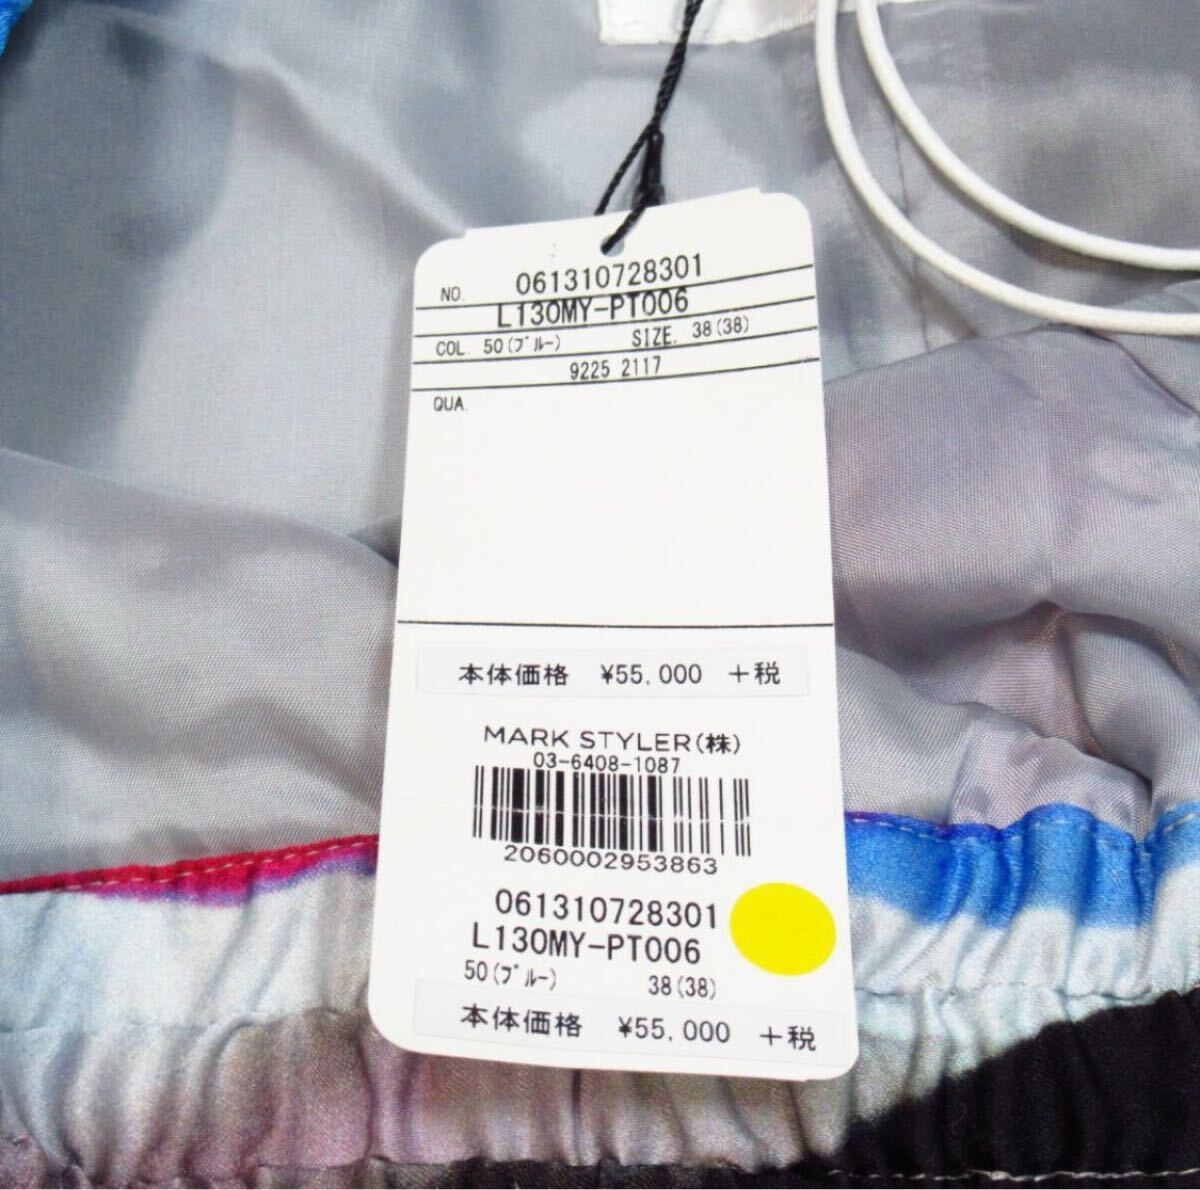 NO. 061310728301
L130MY-PT006
COL. 50(ブルー) SIZE. 38(38)
9225 2117
QUA.
本体価格 ¥55,000 +税
MARK STYLER(株)
03-6408-1087
2060002953863
061310728301
L130MY-PT006
50(ブルー) 38(38)
本体価格 ¥55,000 +税